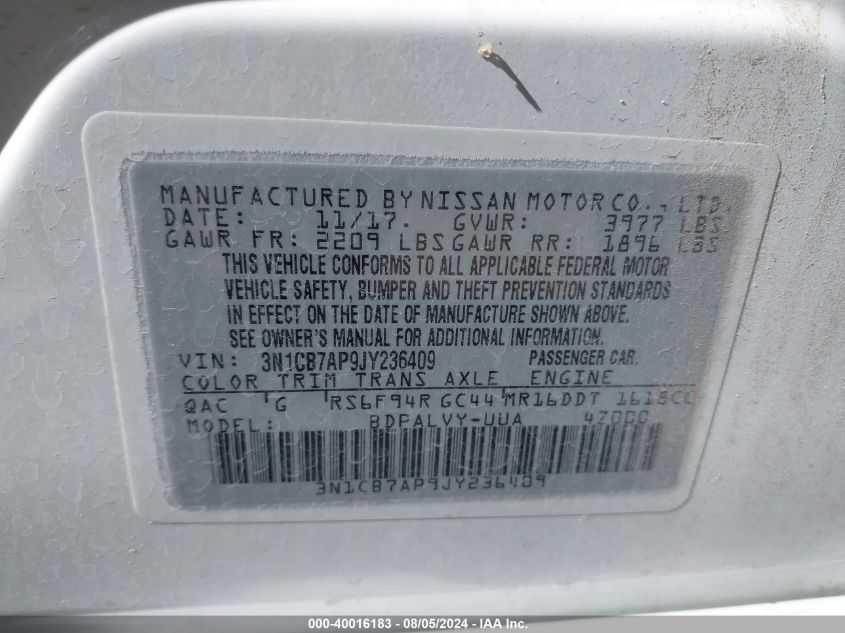 MANUFACTURED BY NISSAN MOTOR CO., LTD.
DATE: 11/17. GVWR: 3977 LBS
GAWR FR: 2209 LBS GAWR RR: 1896 LBS
THIS VEHICLE CONFORMS TO ALL APPLICABLE FEDERAL MOTOR
VEHICLE SAFETY, BUMPER AND THEFT PREVENTION STANDARDS
IN EFFECT ON THE DATE OF MANUFACTURE SHOWN ABOVE.
SEE OWNER'S MANUAL FOR ADDITIONAL INFORMATION.
VIN: 3N1CB7AP9JY236409 PASSENGER CAR.
COLOR TRIM TRANS AXLE ENGINE
QAC 'G 'RS6F94R GC44 'MR16DDT 1618CC
MODEL: BDPALVY-UUA 4Z000
3N1CB7AP9JY236409
000-40016183 - 08/05/2024 - IAA Inc.